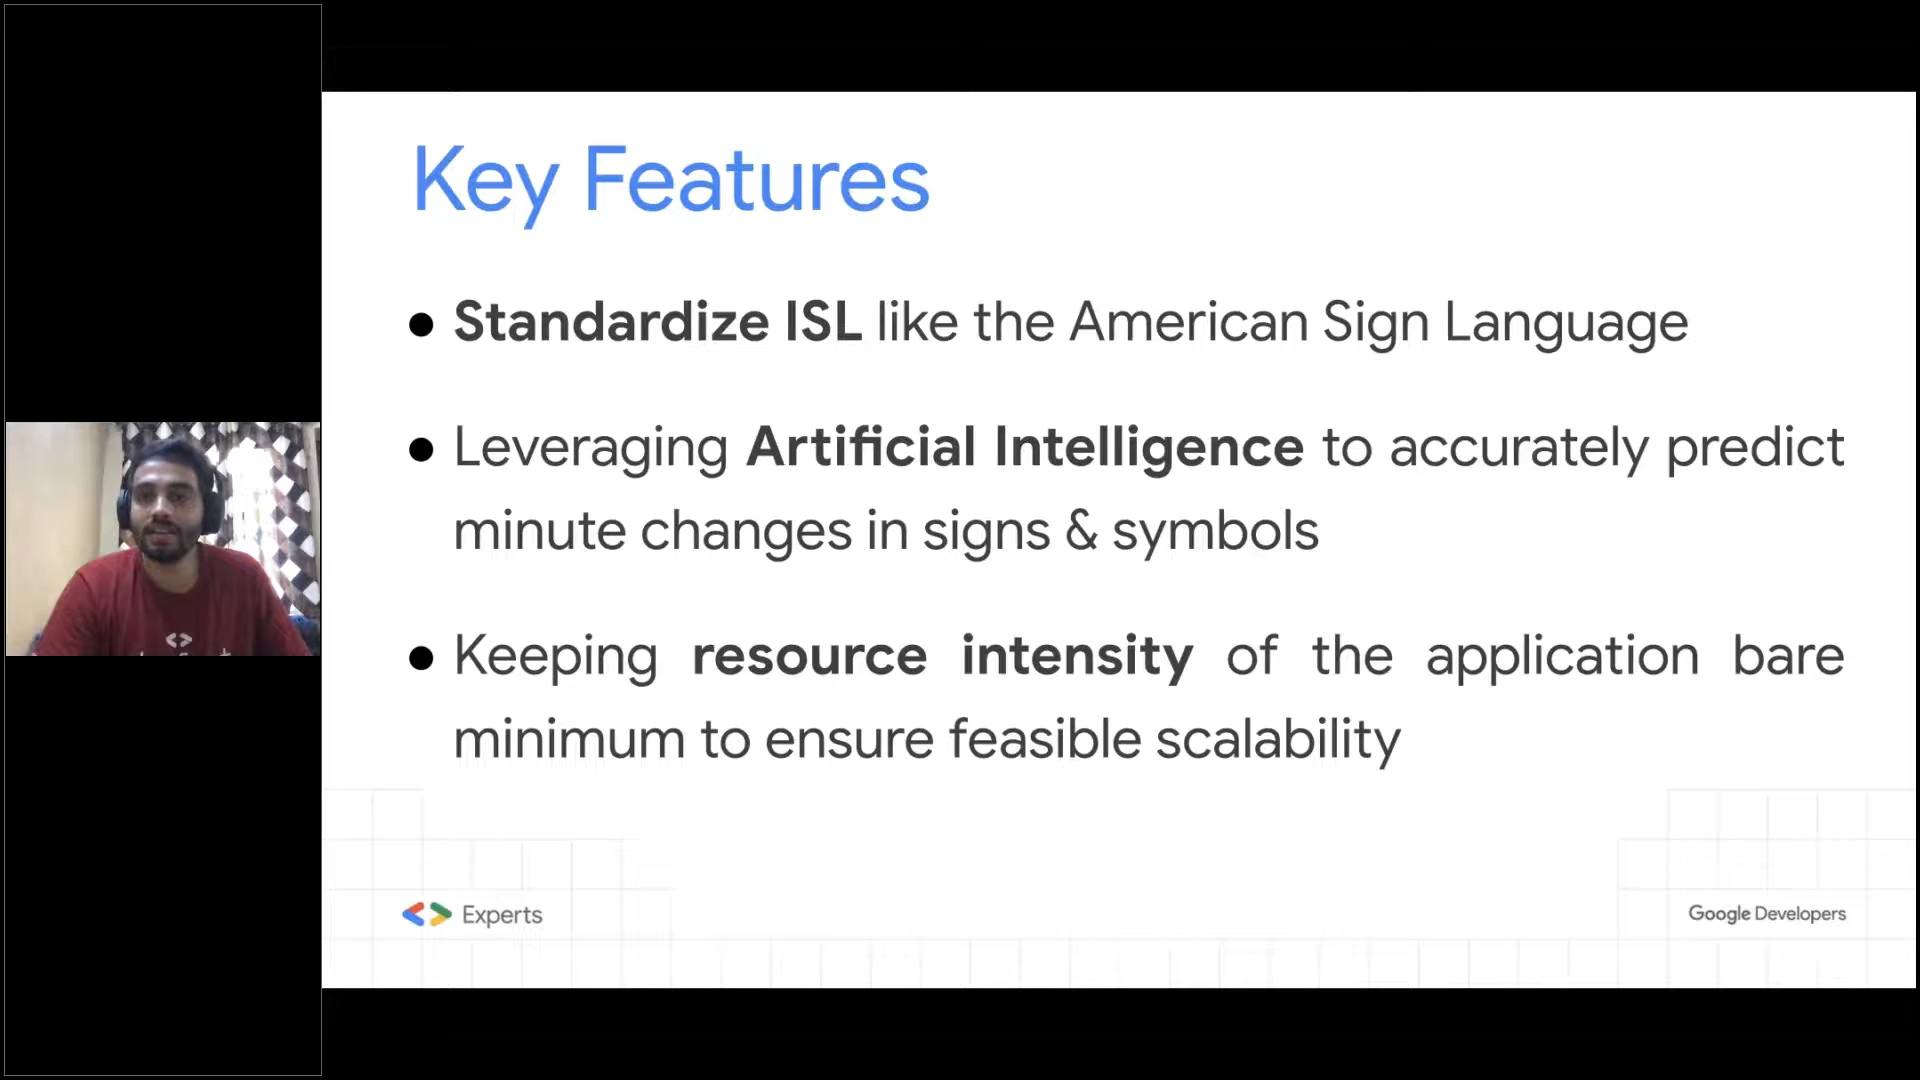 Key Features
● Standardize ISL like the American Sign Language
● Leveraging Artificial Intelligence to accurately predict
minute changes in signs & symbols
● Keeping resource intensity of the application bare
minimum to ensure feasible scalability
<>
<> Experts
Google Developers